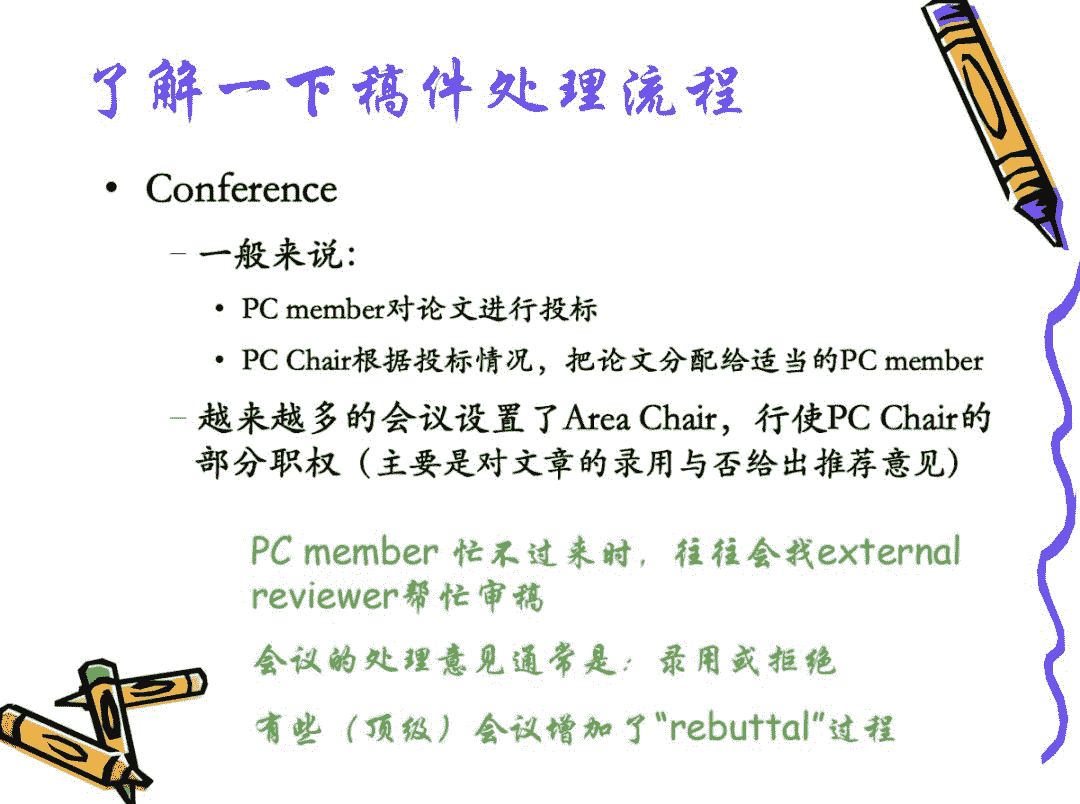 了解一下稿件处理流程
• Conference
– 一般来说：
• PC member对论文进行投标
• PC Chair根据投标情况，把论文分配给适当的PC member
– 越来越多的会议设置了Area Chair，行使PC Chair的
部分职权（主要是对文章的录用与否给出推荐意见）
PC member 忙不过来时，往往会找external
reviewer帮忙审稿
会议的处理意见通常是：录用或拒绝
有些（顶级）会议增加了“rebuttal”过程